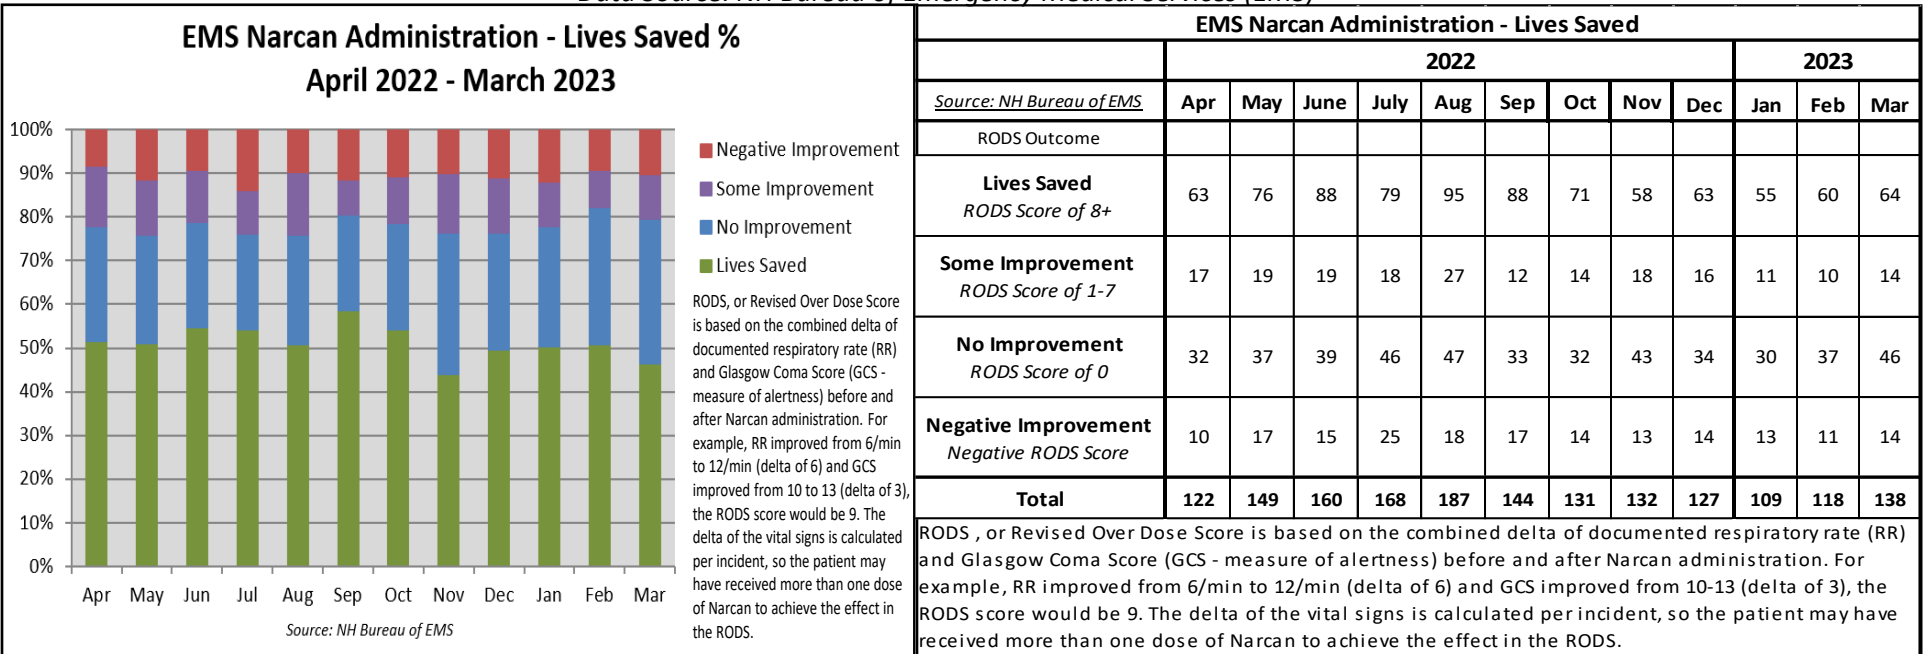 Data Source: NH Bureau of Emergency Medical Services (EMS)
EMS Narcan Administration - Lives Saved %
April 2022 - March 2023
100%
90%
80%
70%
60%
50%
40%
30%
20%
10%
0%
Apr May Jun Jul Aug Sep Oct Nov Dec Jan Feb Mar
Source: NH Bureau of EMS
Negative Improvement
Some Improvement
No Improvement
Lives Saved
RODS, or Revised Over Dose Score
is based on the combined delta of
documented respiratory rate (RR)
and Glasgow Coma Score (GCS -
measure of alertness) before and
after Narcan administration. For
example, RR improved from 6/min
to 12/min (delta of 6) and GCS
improved from 10 to 13 (delta of 3),
the RODS score would be 9. The
delta of the vital signs is calculated
per incident, so the patient may
have received more than one dose
of Narcan to achieve the effect in
the RODS.
EMS Narcan Administration - Lives Saved
2022 2023
Source: NH Bureau of EMS Apr May June July Aug Sep Oct Nov Dec Jan Feb Mar
RODS Outcome
Lives Saved
RODS Score of 8+
63 76 88 79 95 88 71 58 63 55 60 64
Some Improvement
RODS Score of 1-7
17 19 19 18 27 12 14 18 16 11 10 14
No Improvement
RODS Score of 0
32 37 39 46 47 33 32 43 34 30 37 46
Negative Improvement
Negative RODS Score
10 17 15 25 18 17 14 13 14 13 11 14
Total 122 149 160 168 187 144 131 132 127 109 118 138
RODS , or Revised Over Dose Score is based on the combined delta of documented respiratory rate (RR)
and Glasgow Coma Score (GCS - measure of alertness) before and after Narcan administration. For
example, RR improved from 6/min to 12/min (delta of 6) and GCS improved from 10-13 (delta of 3), the
RODS score would be 9. The delta of the vital signs is calculated per incident, so the patient may have
received more than one dose of Narcan to achieve the effect in the RODS.